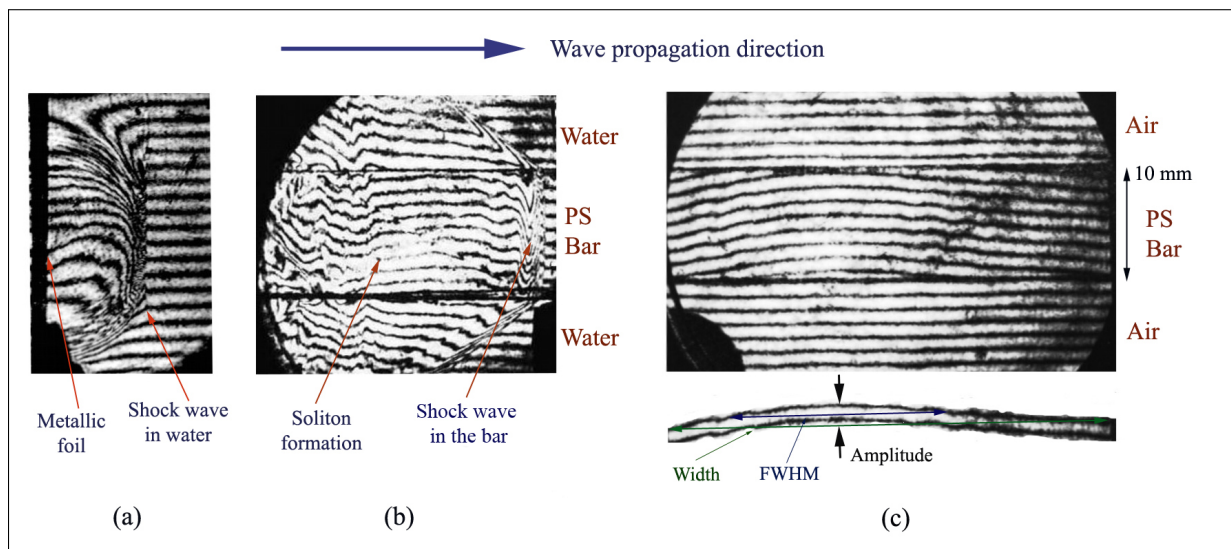 Wave propagation direction
Water
PS
Bar
Water
Air
10 mm
PS
Bar
Air
Metallic
foil
Shock wave
in water
Soliton
formation
Shock wave
in the bar
Width
FWHM
Amplitude
(a)
(b)
(c)